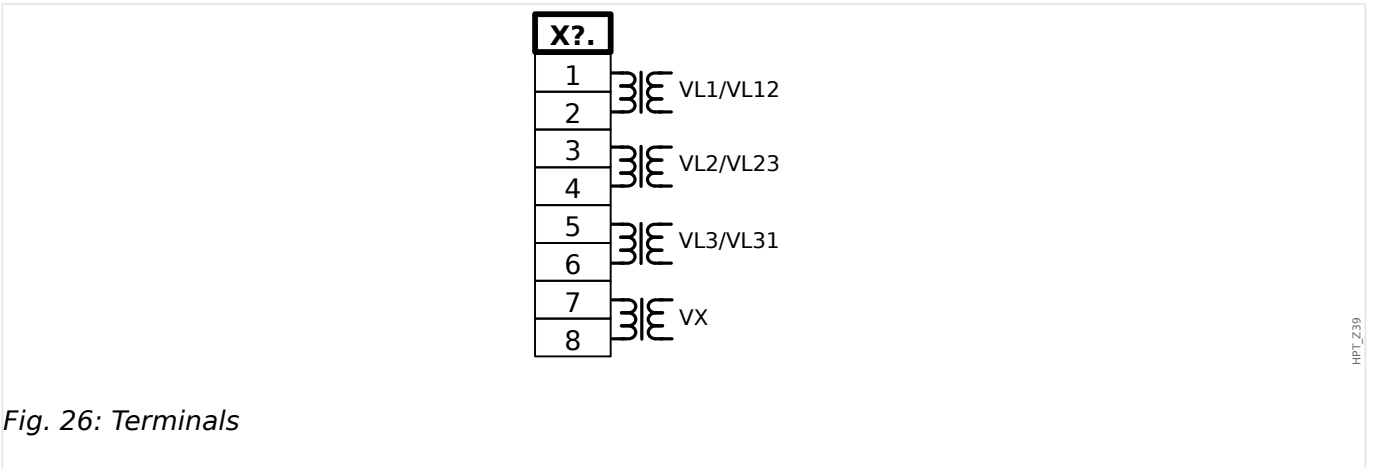 X?.
1
VL1/VL12
2
3
VL2/VL23
4
5
VL3/VL31
6
7
VX
8
HPT_Z39
Fig. 26: Terminals